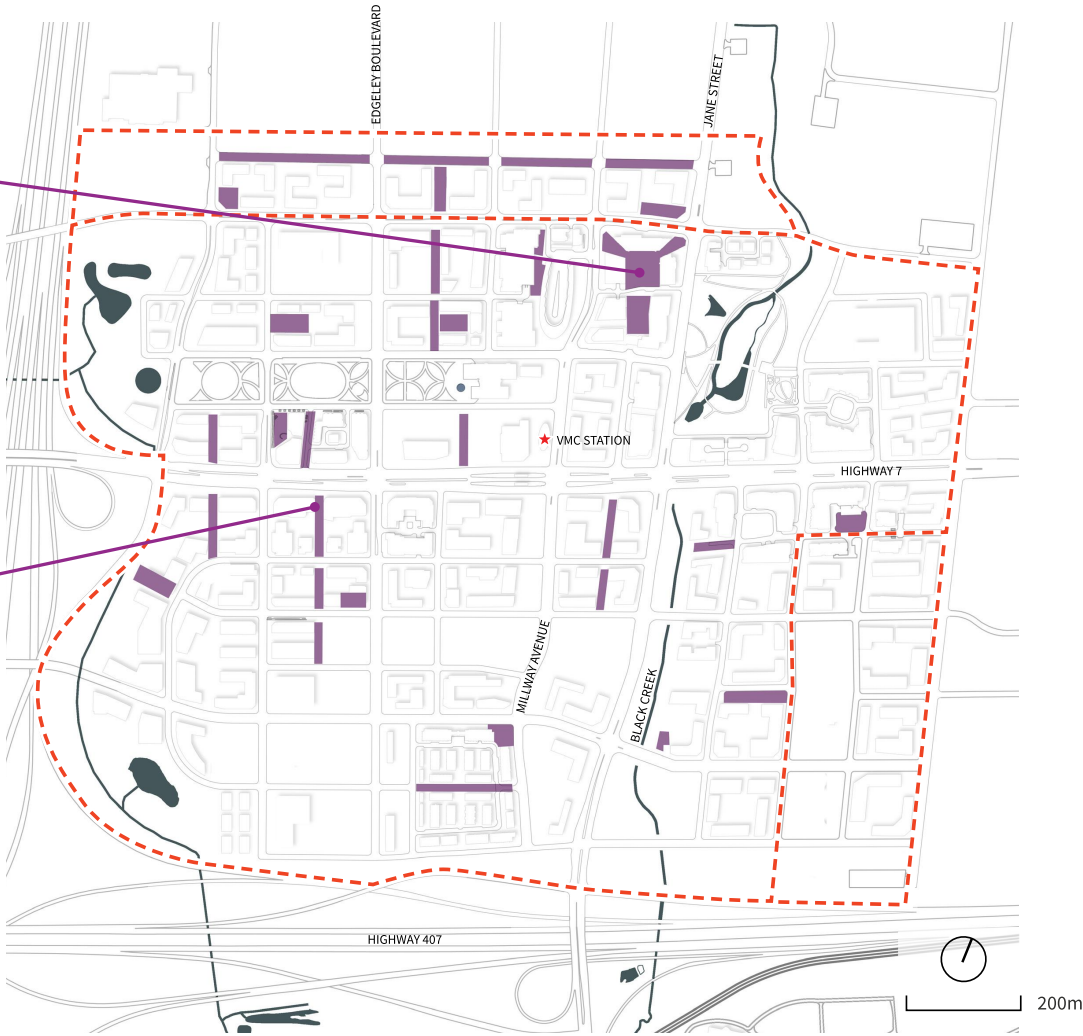 EDGELEY BOULEVARD
JANE STREET
VMC STATION
HIGHWAY 7
MILLWAY AVENUE
BLACK CREEK
HIGHWAY 407
200m